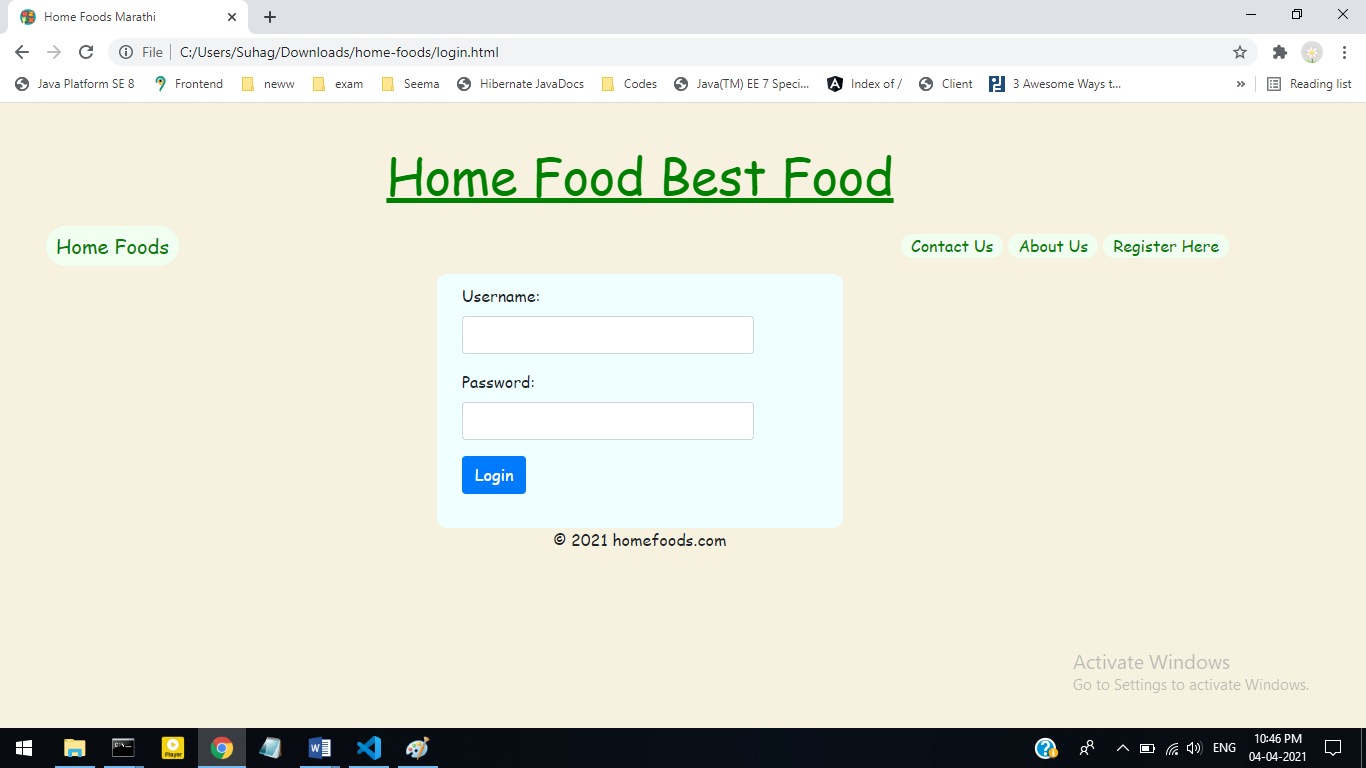 Home Foods Marathi
File
C:/Users/Suhag/Downloads/home-foods/login.html
Java Platform SE 8 Frontend neww exam Seema Hibernate JavaDocs Codes Java(TM) EE 7 Speci... Index of / Client 3 Awesome Ways t... » Reading list
Home Food Best Food
Home Foods Contact Us About Us Register Here
Username:
Password:
Login
© 2021 homefoods.com
Activate Windows
Go to Settings to activate Windows.
Player
ENG
10:46 PM
04-04-2021